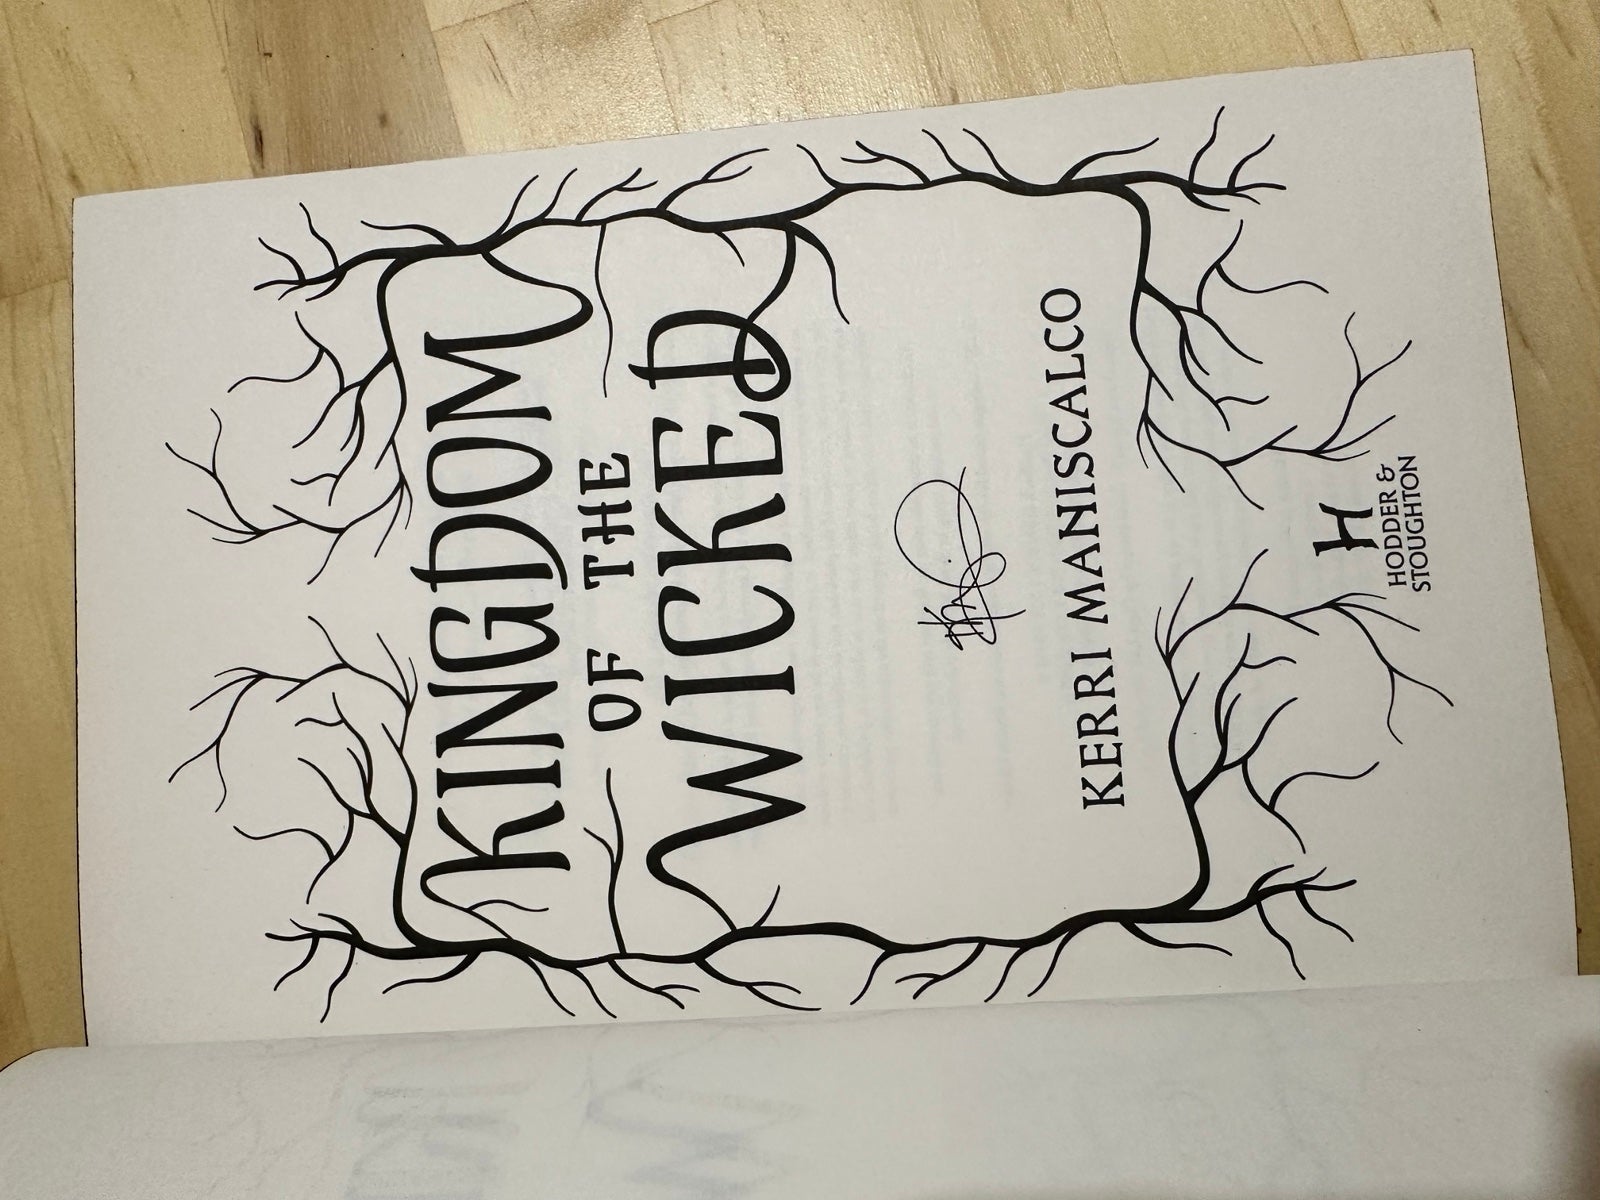 KINGDOM
OF THE
WICKED
KERRI MANISCALCO
H
HODDER &
STOUGHTON